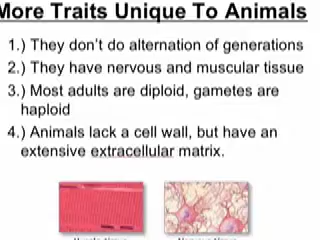 More Traits Unique To Animals
1.) They don't do alternation of generations
2.) They have nervous and muscular tissue
3.) Most adults are diploid, gametes are
haploid
4.) Animals lack a cell wall, but have an
extensive extracellular matrix.